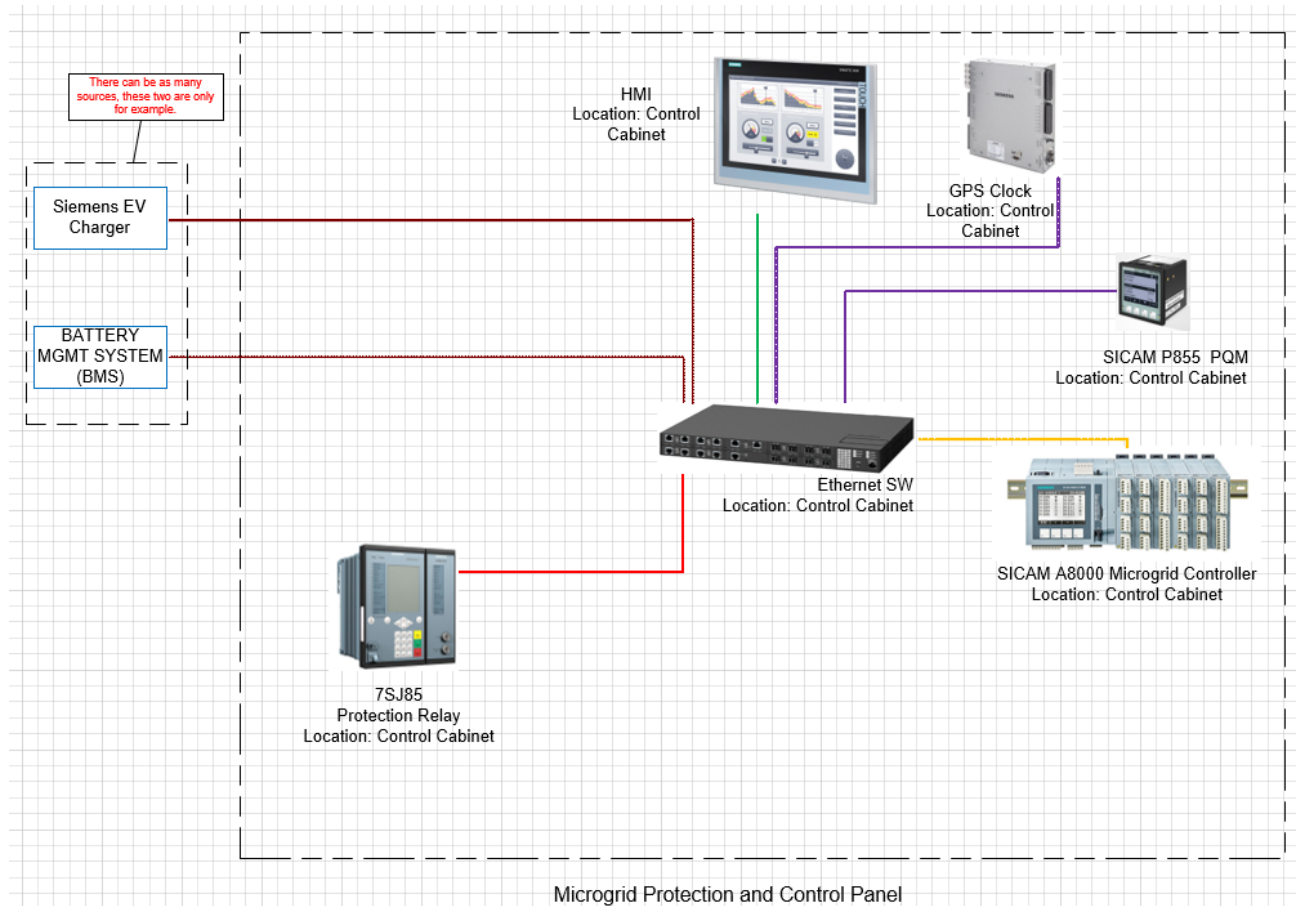 There can be as many
sources, these two are only
for example.
HMI
Location: Control
Cabinet
SIEMENS
GPS Clock
Location: Control
Cabinet
Siemens EV
Charger
BATTERY
MGMT SYSTEM
(BMS)
SICAM P855 PQM
Location: Control Cabinet
Ethernet SW
Location: Control Cabinet
SICAM A8000 Microgrid Controller
Location: Control Cabinet
7SJ85
Protection Relay
Location: Control Cabinet
Microgrid Protection and Control Panel